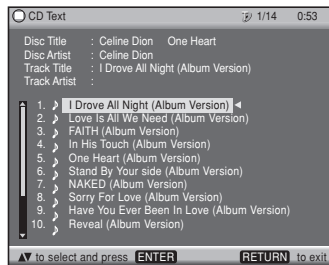 CD Text 1/14 0:53
Disc Title : Celine Dion One Heart
Disc Artist : Celine Dion
Track Title : I Drove All Night (Album Version)
Track Artist :
1. I Drove All Night (Album Version)
2. Love Is All We Need (Album Version)
3. FAITH (Album Version)
4. In His Touch (Album Version)
5. One Heart (Album Version)
6. Stand By Your side (Album Version)
7. NAKED (Album Version)
8. Sorry For Love (Album Version)
9. Have You Ever Been In Love (Album Version)
10. Reveal (Album Version)
▲▼ to select and press ENTER RETURN to exit